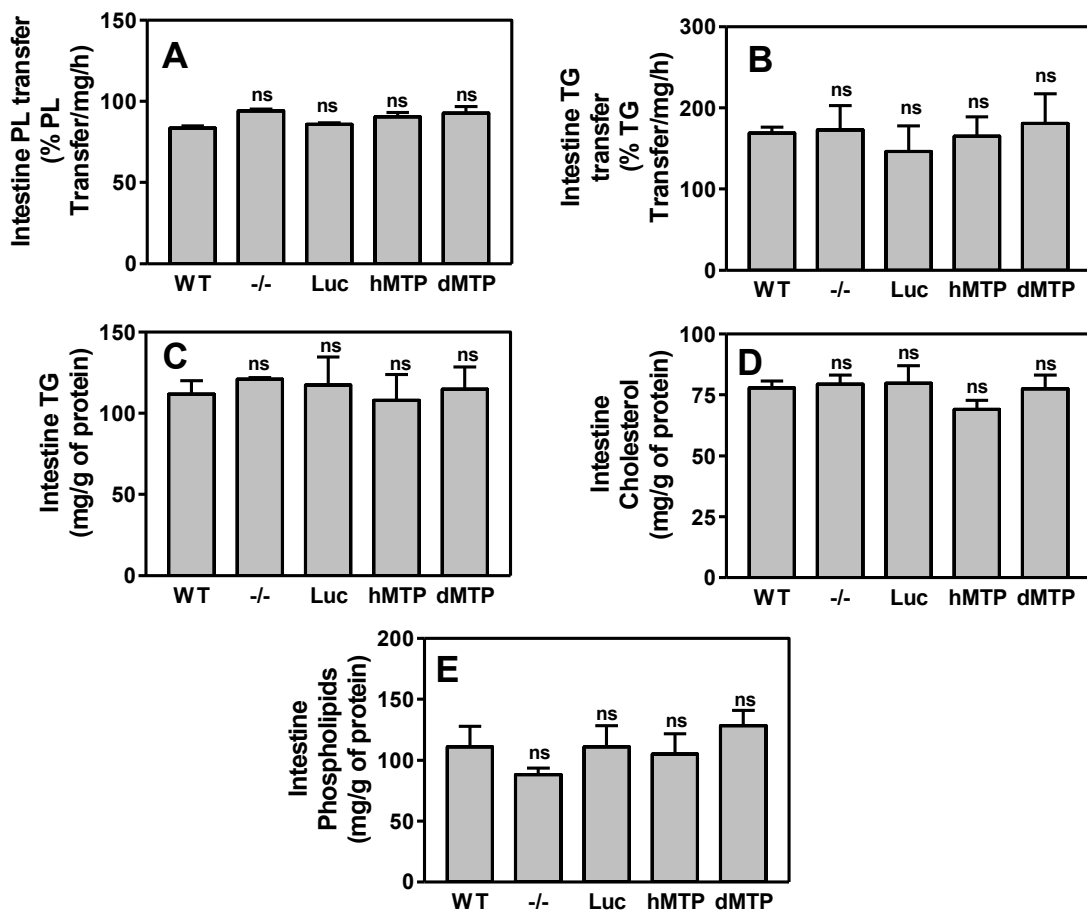 A
Intestine PL transfer
(% PL
Transfer/mg/h)
150
100
50
0
ns
ns
ns
ns
WT
-/-
Luc
hMTP
dMTP
B
Intestine TG
transfer
(% TG
Transfer/mg/h)
300
200
100
0
ns
ns
ns
ns
WT
-/-
Luc
hMTP
dMTP
C
Intestine TG
(mg/g of protein)
150
100
50
0
ns
ns
ns
ns
WT
-/-
Luc
hMTP
dMTP
D
Intestine
Cholesterol
(mg/g of protein)
100
75
50
25
0
ns
ns
ns
ns
WT
-/-
Luc
hMTP
dMTP
E
Intestine
Phospholipids
(mg/g of protein)
200
150
100
50
0
ns
ns
ns
ns
WT
-/-
Luc
hMTP
dMTP